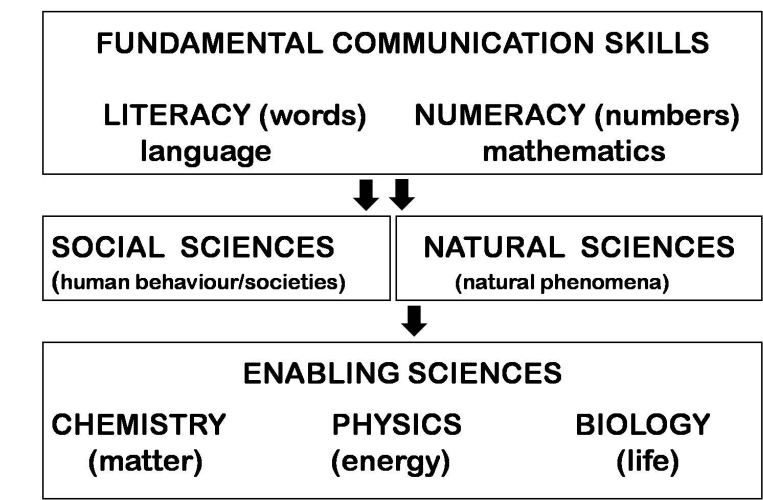 FUNDAMENTAL COMMUNICATION SKILLS
LITERACY (words) NUMERACY (numbers)
language mathematics
SOCIAL SCIENCES NATURAL SCIENCES
(human behaviour/societies) (natural phenomena)
ENABLING SCIENCES
CHEMISTRY PHYSICS BIOLOGY
(matter) (energy) (life)